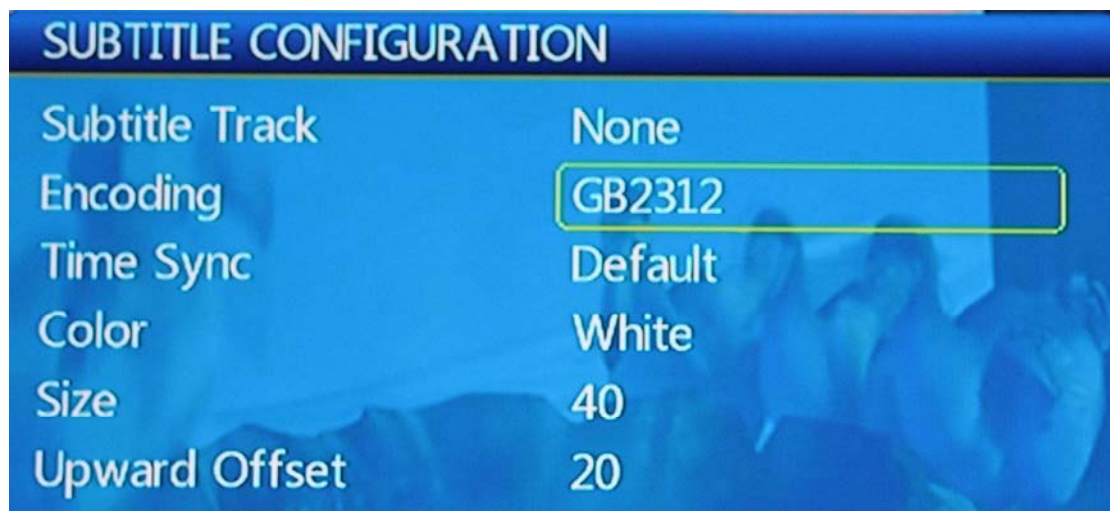 SUBTITLE CONFIGURATION
Subtitle Track None
Encoding GB2312
Time Sync Default
Color White
Size 40
Upward Offset 20